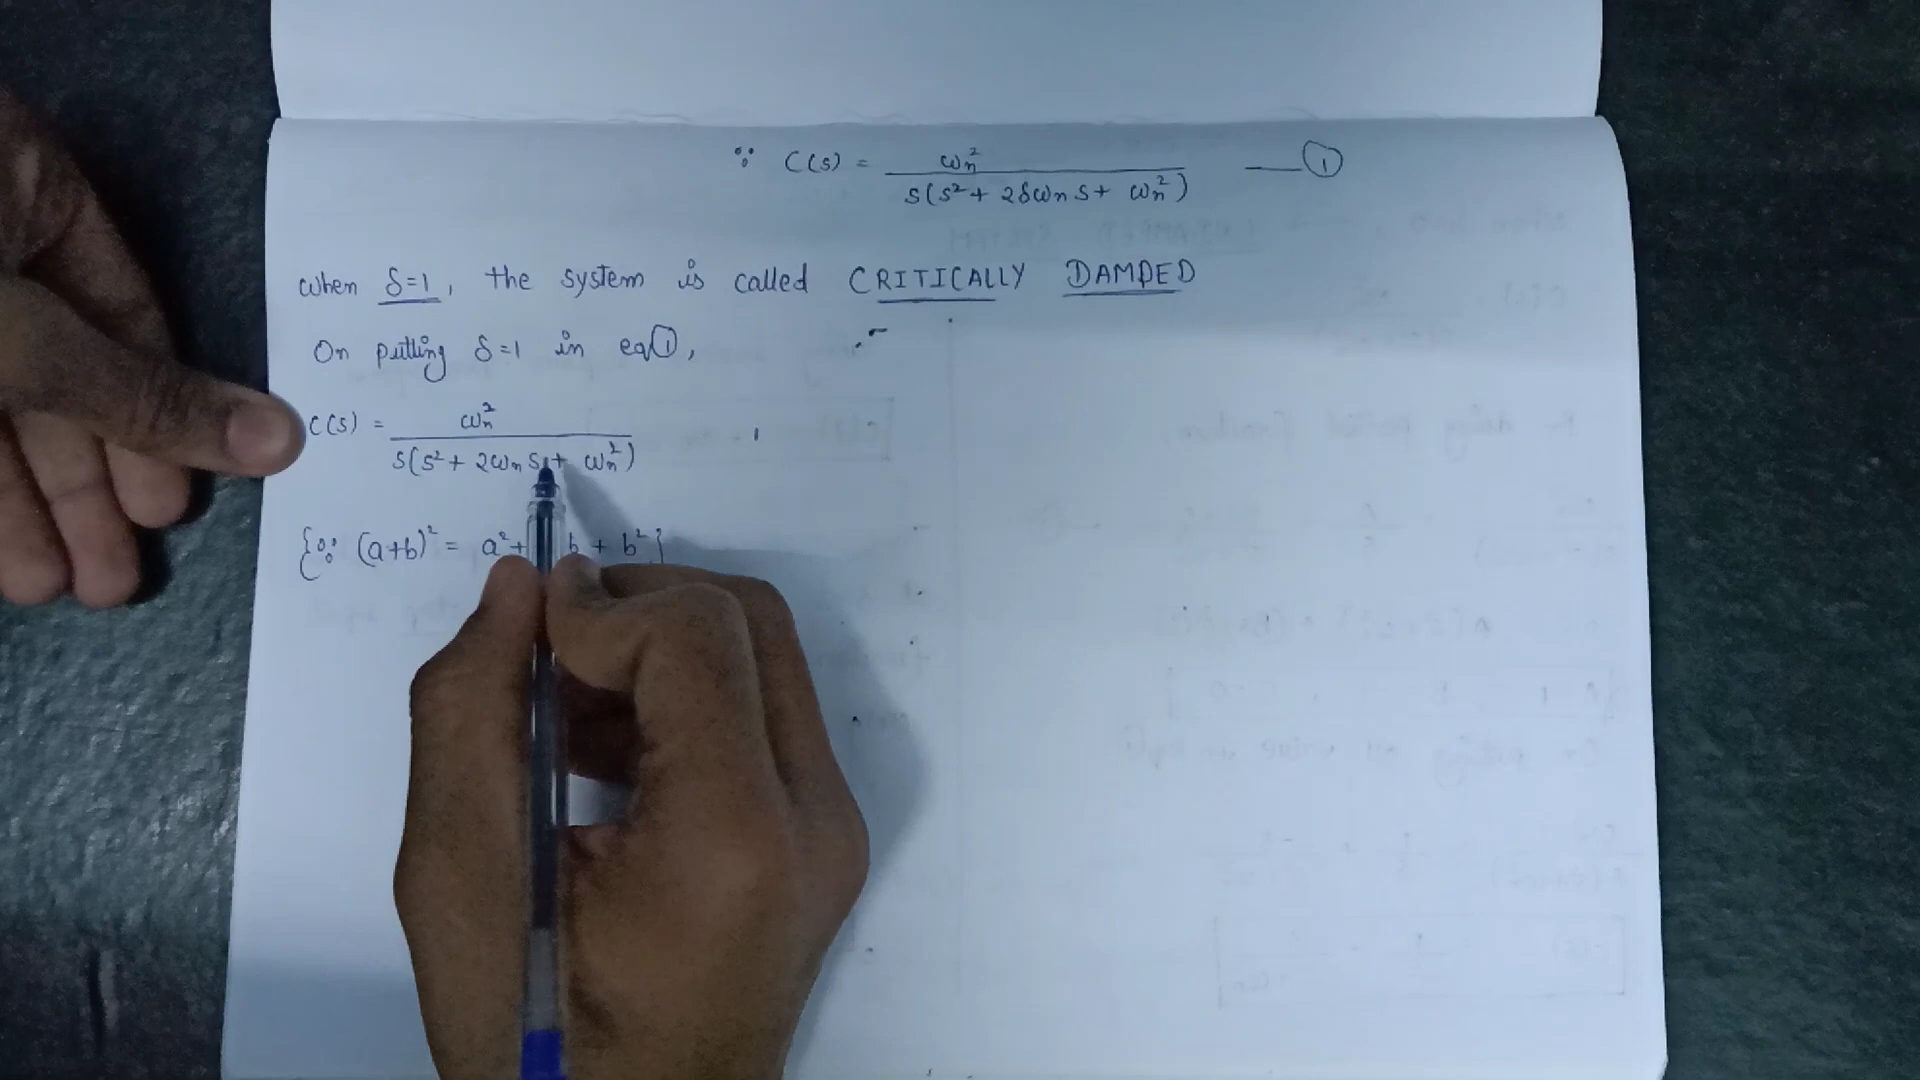 ∵ C(s) = ωn² / s(s² + 2δωn s + ωn²) —— ①
When δ=1, the system is called CRITICALLY DAMPED
On putting δ=1 in eq①,
C(s) = ωn² / s(s² + 2ωn s + ωn²)
{∵ (a+b)² = a² + b + b²}